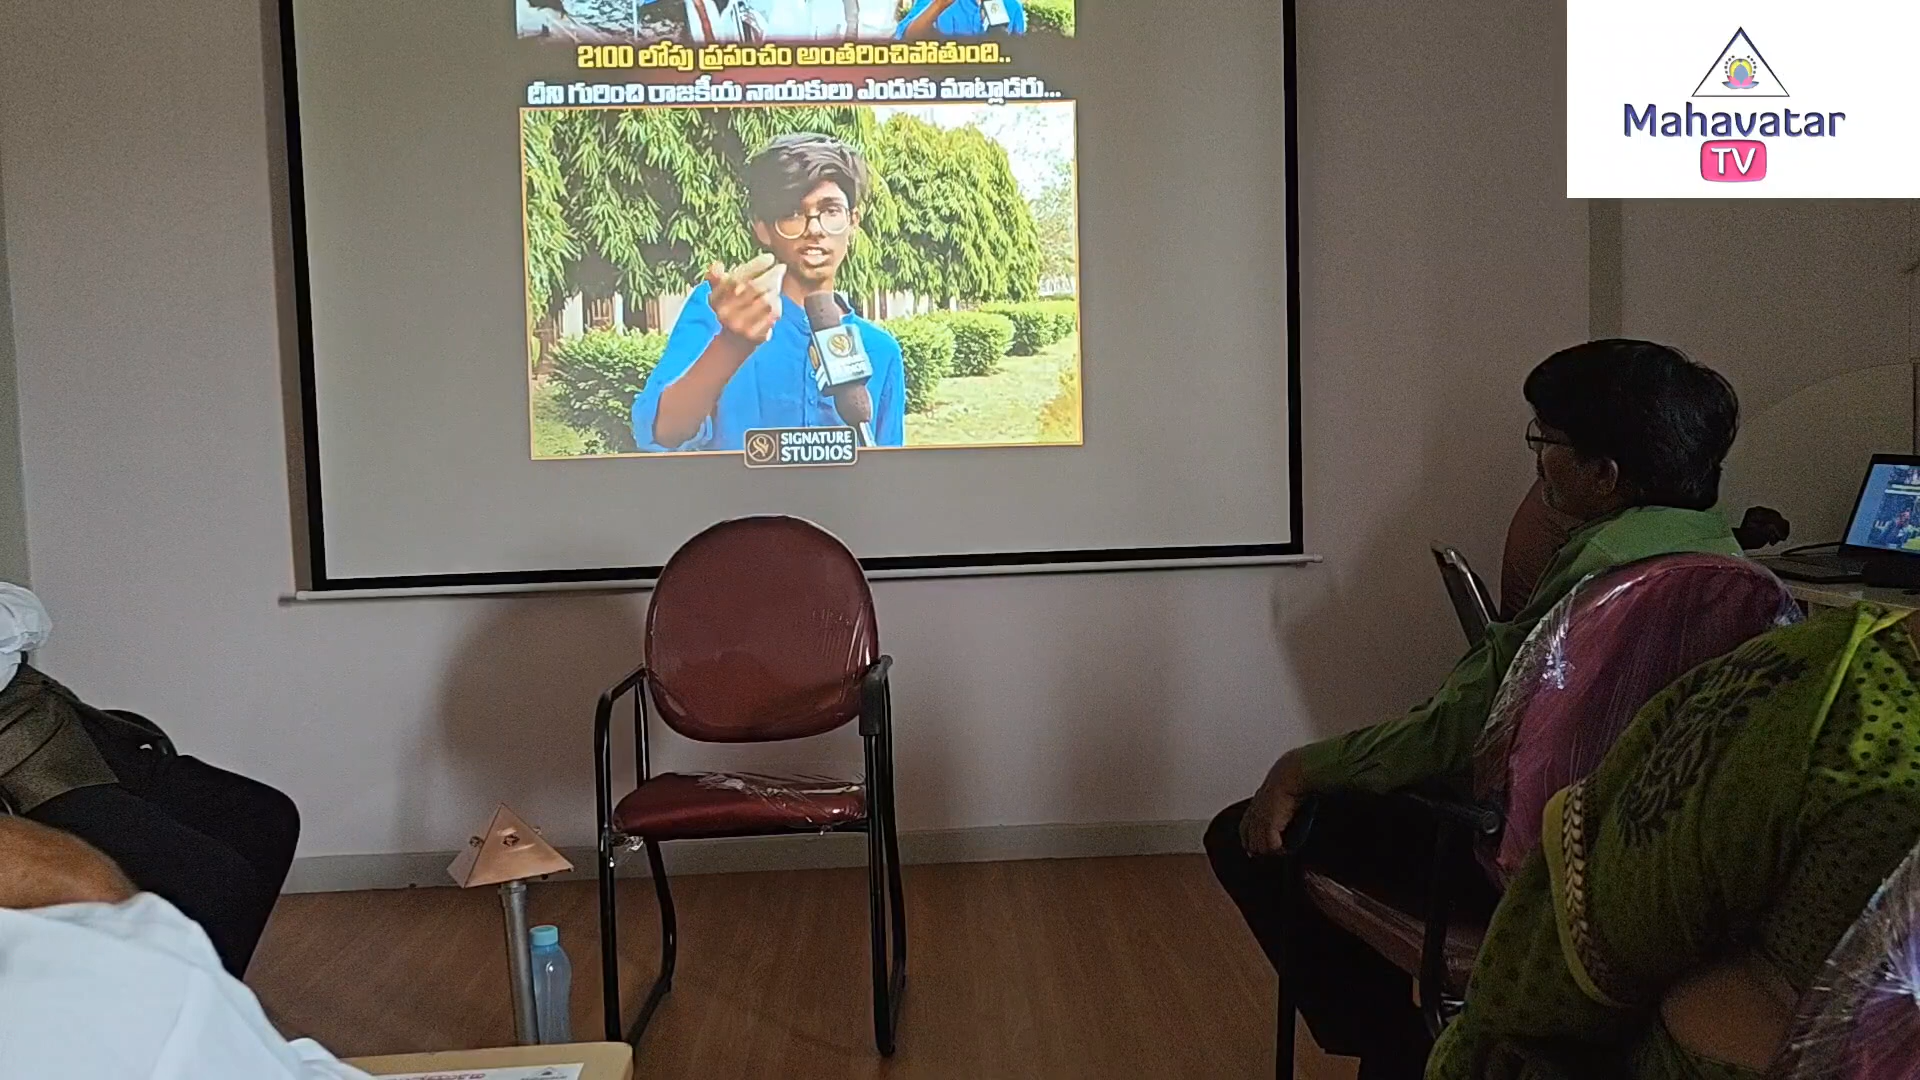 2100 లోపు ప్రపంచం అంతరించిపోతుంది..
దీని గురించి రాజకీయ నాయకులు ఎందుకు మాట్లాడరు...
SIGNATURE
STUDIOS
Mahavatar
TV